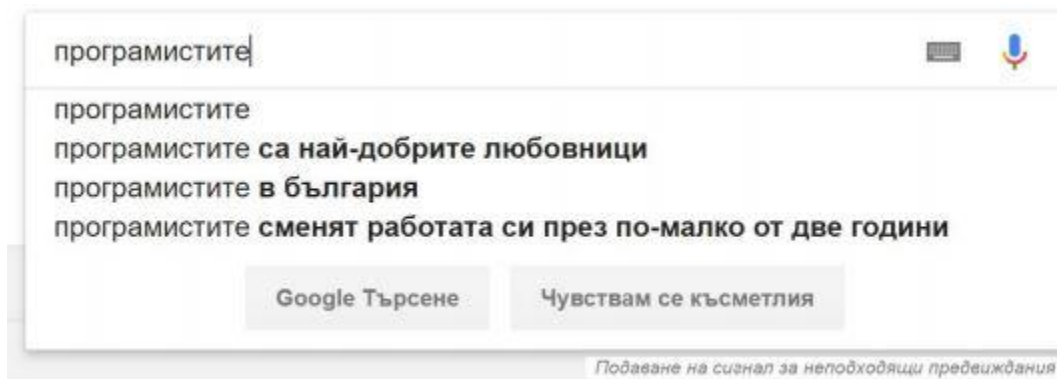 програмистите
програмистите
програмистите са най-добрите любовници
програмистите в българия
програмистите сменят работата си през по-малко от две години
Google Търсене Чувствам се късметлия
Подаване на сигнал за неподходящи предвиждания